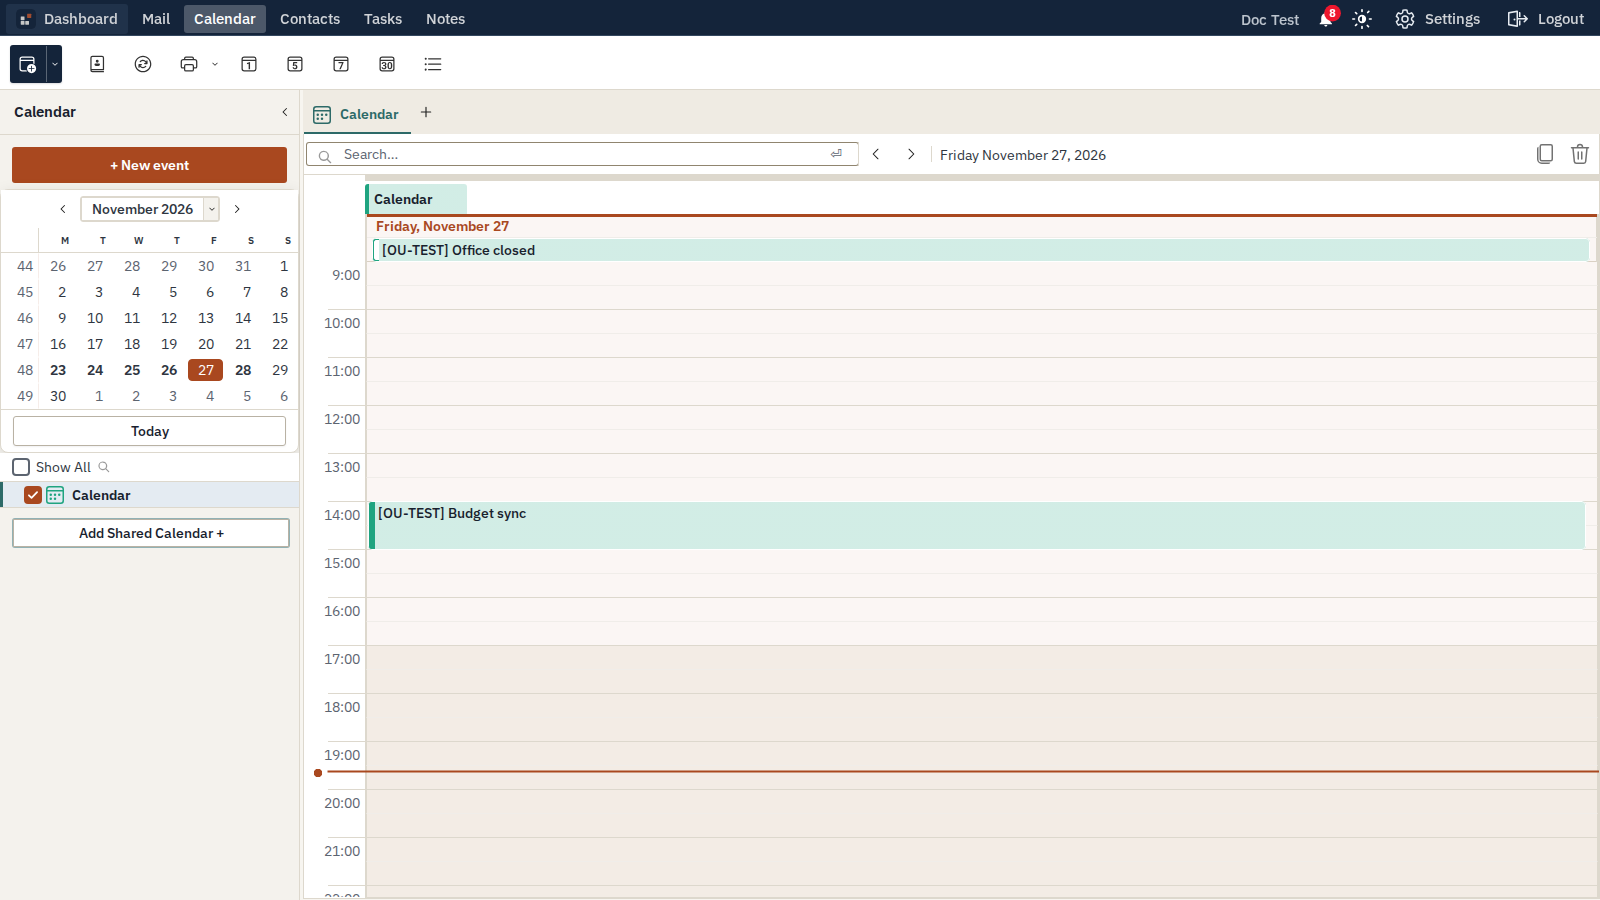 Dashboard Mail Calendar Contacts Tasks Notes Doc Test 8 Settings Logout
1 5 7 30
Calendar
+ New event
November 2026
M T W T F S S
44 26 27 28 29 30 31 1
45 2 3 4 5 6 7 8
46 9 10 11 12 13 14 15
47 16 17 18 19 20 21 22
48 23 24 25 26 27 28 29
49 30 1 2 3 4 5 6
Today
Show All
Calendar
Add Shared Calendar +
Calendar +
Search... Friday November 27, 2026
Calendar
Friday, November 27
[OU-TEST] Office closed
9:00
10:00
11:00
12:00
13:00
14:00 [OU-TEST] Budget sync
15:00
16:00
17:00
18:00
19:00
20:00
21:00